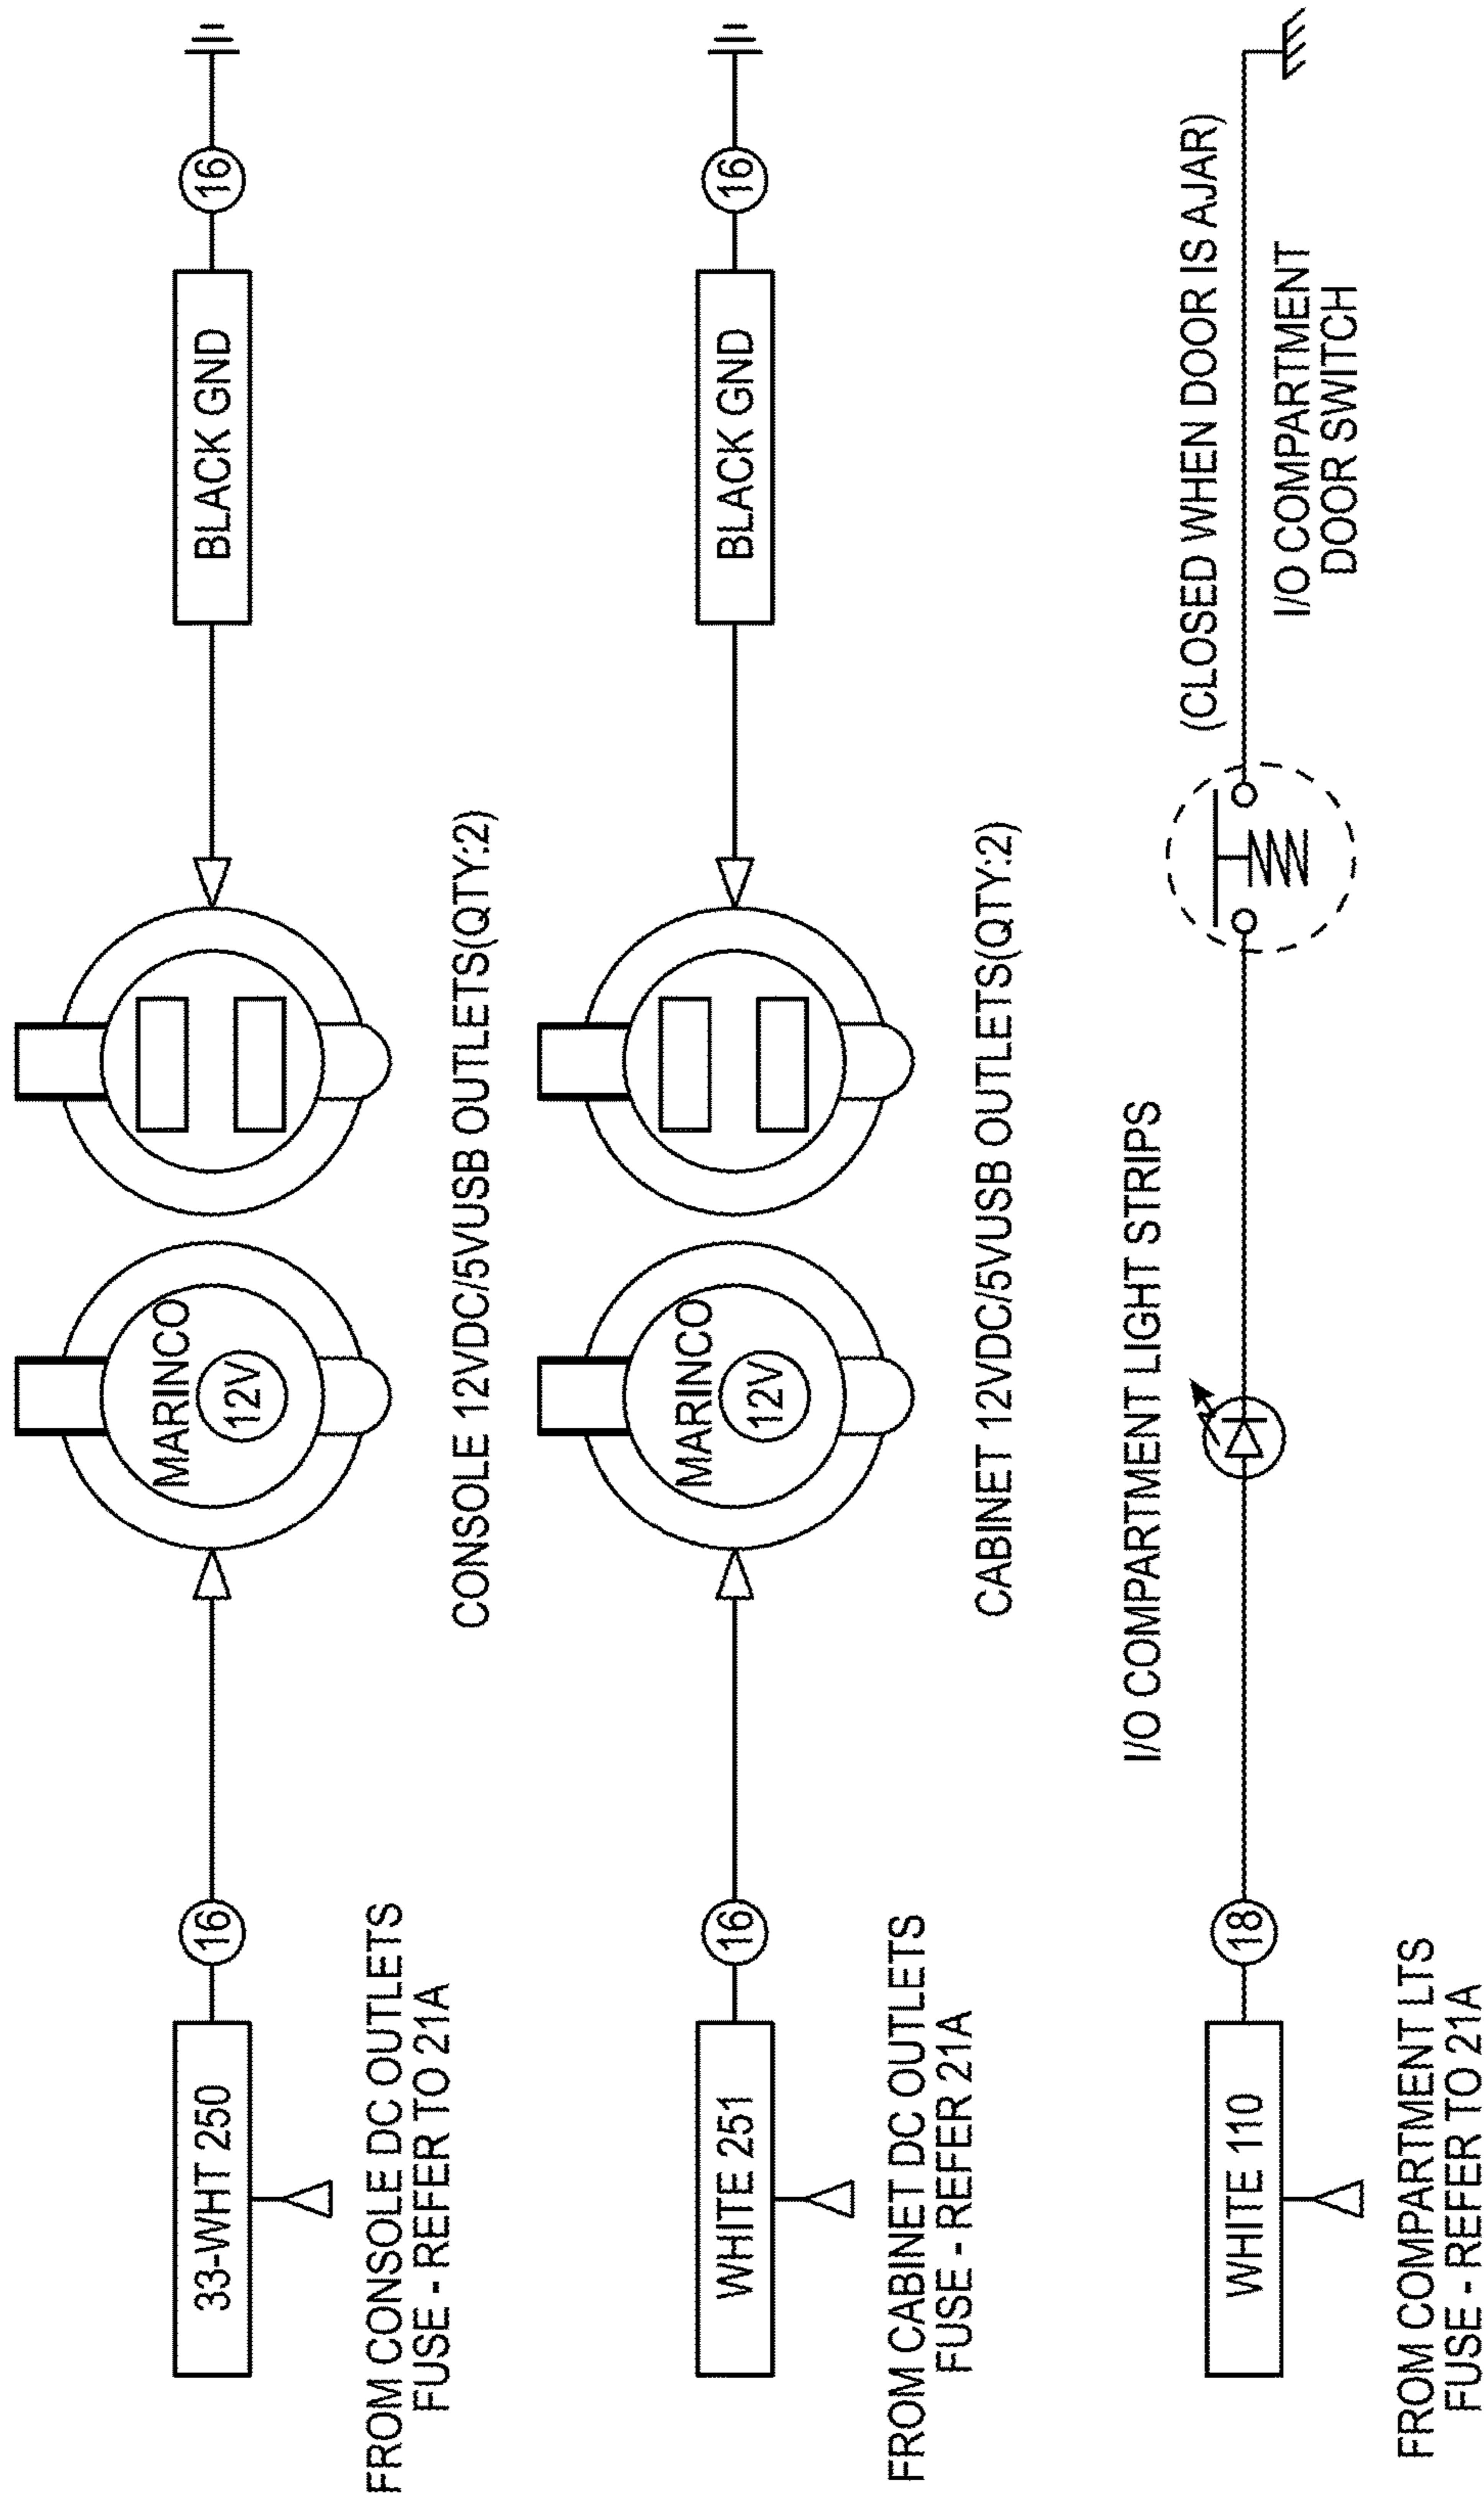 33-WHT 250
16
MARINCO
12V
BLACK GND
16
FROM CONSOLE DC OUTLETS
FUSE - REFER TO 21A
CONSOLE 12VDC/5VUSB OUTLETS(QTY:2)
WHITE 251
16
MARINCO
12V
BLACK GND
16
FROM CABINET DC OUTLETS
FUSE - REFER 21A
CABINET 12VDC/5VUSB OUTLETS(QTY:2)
I/O COMPARTMENT LIGHT STRIPS
(CLOSED WHEN DOOR IS AJAR)
WHITE 110
18
I/O COMPARTMENT
DOOR SWITCH
FROM COMPARTMENT LTS
FUSE - REFER TO 21A